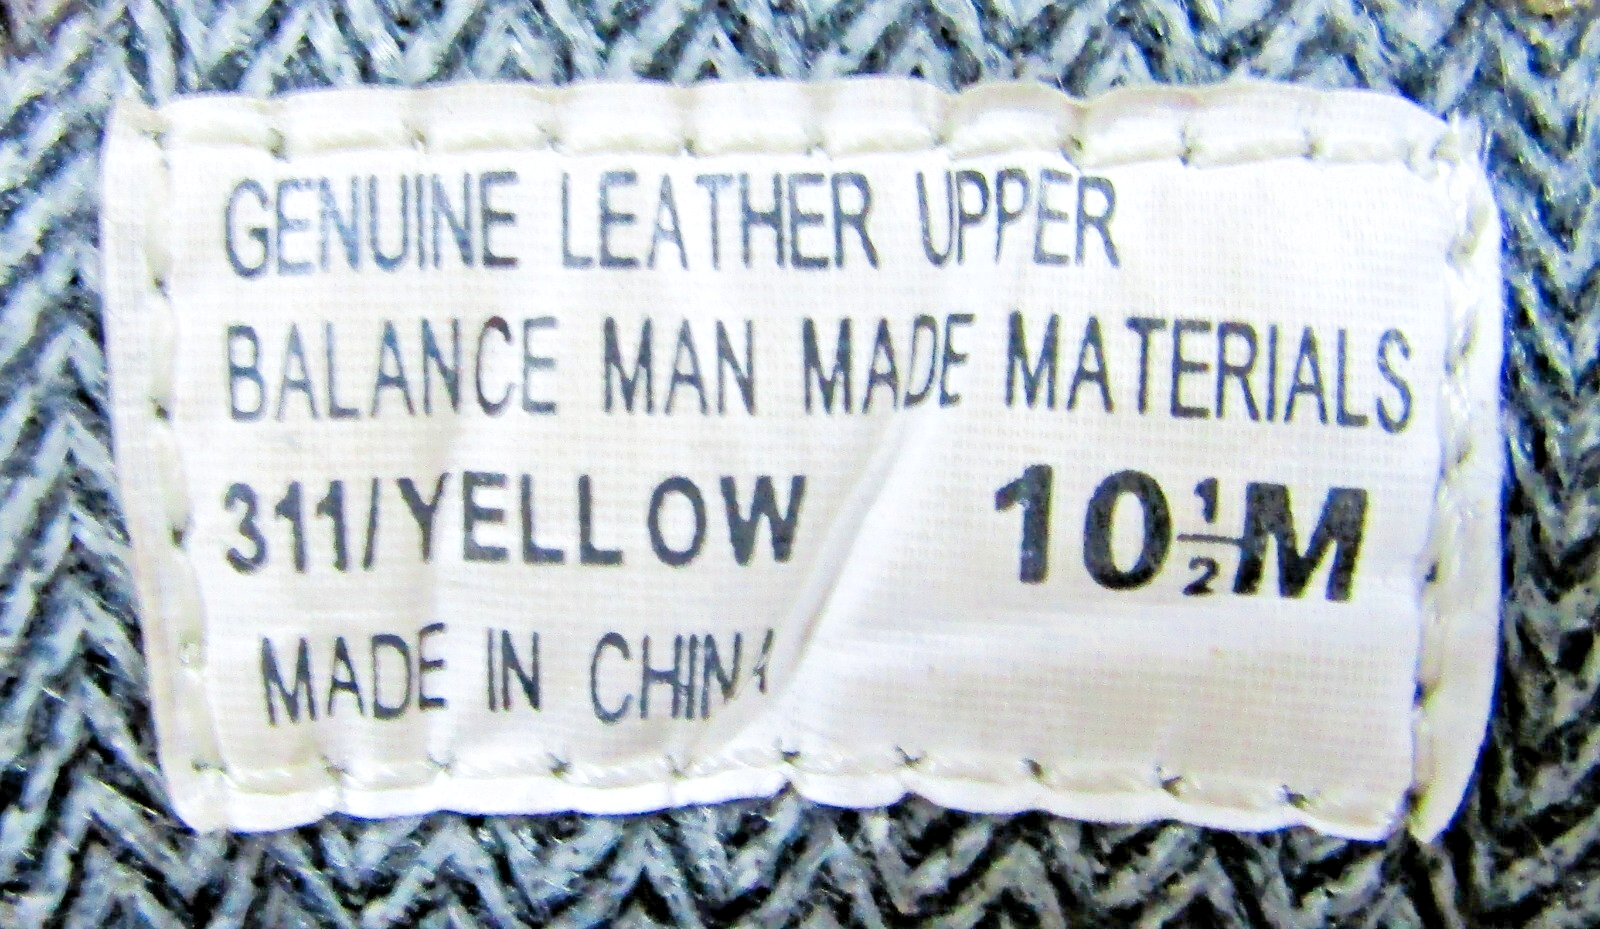 GENUINE LEATHER UPPER
BALANCE MAN MADE MATERIALS
311/YELLOW 10½M
MADE IN CHINA